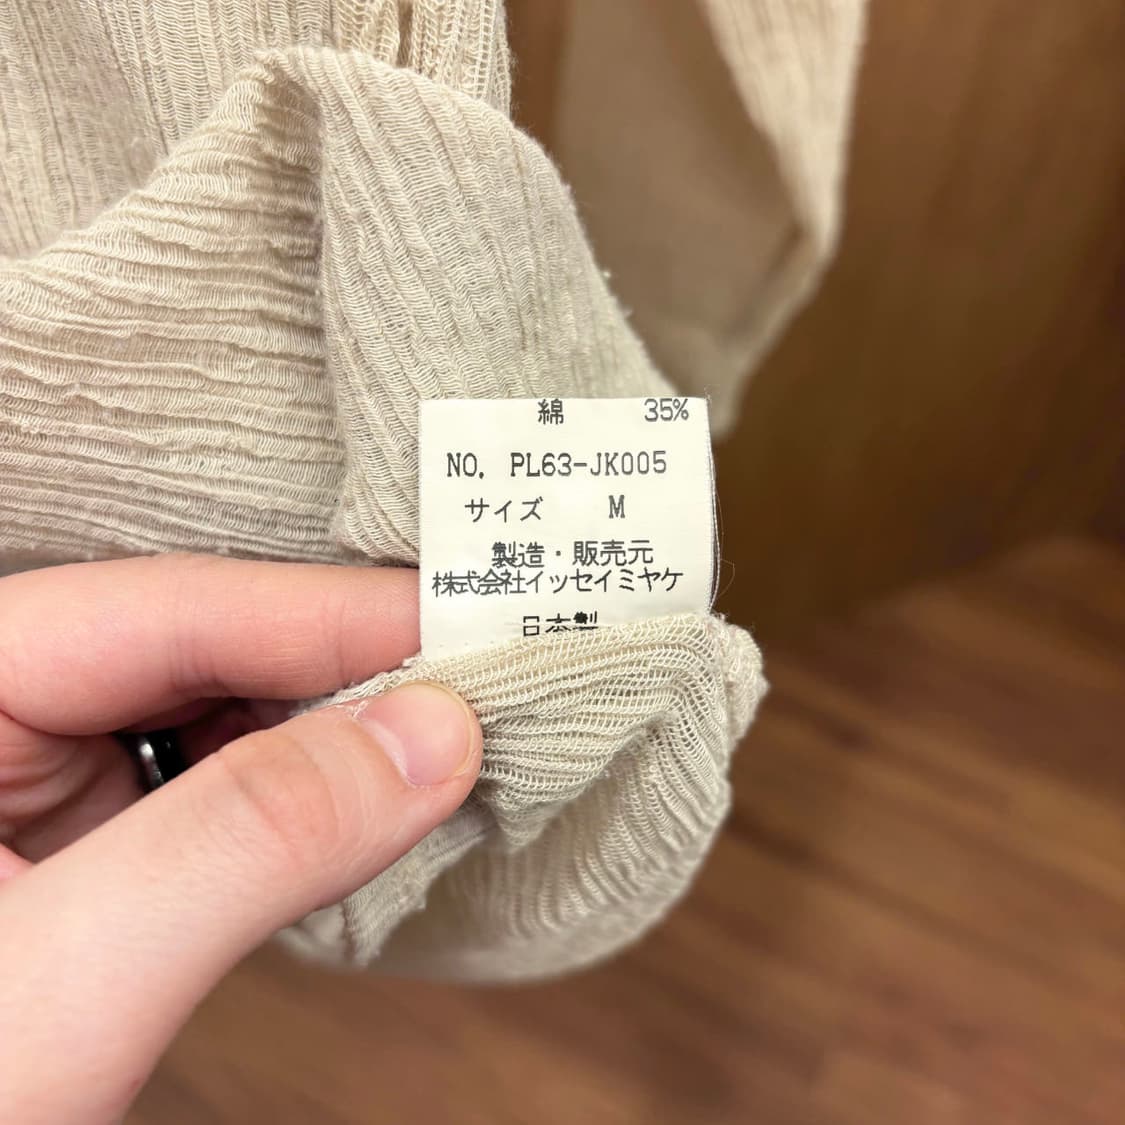 綿 35%
NO. PL63-JK005
サイズ M
製造・販売元
株式会社イッセイミヤケ
日本製